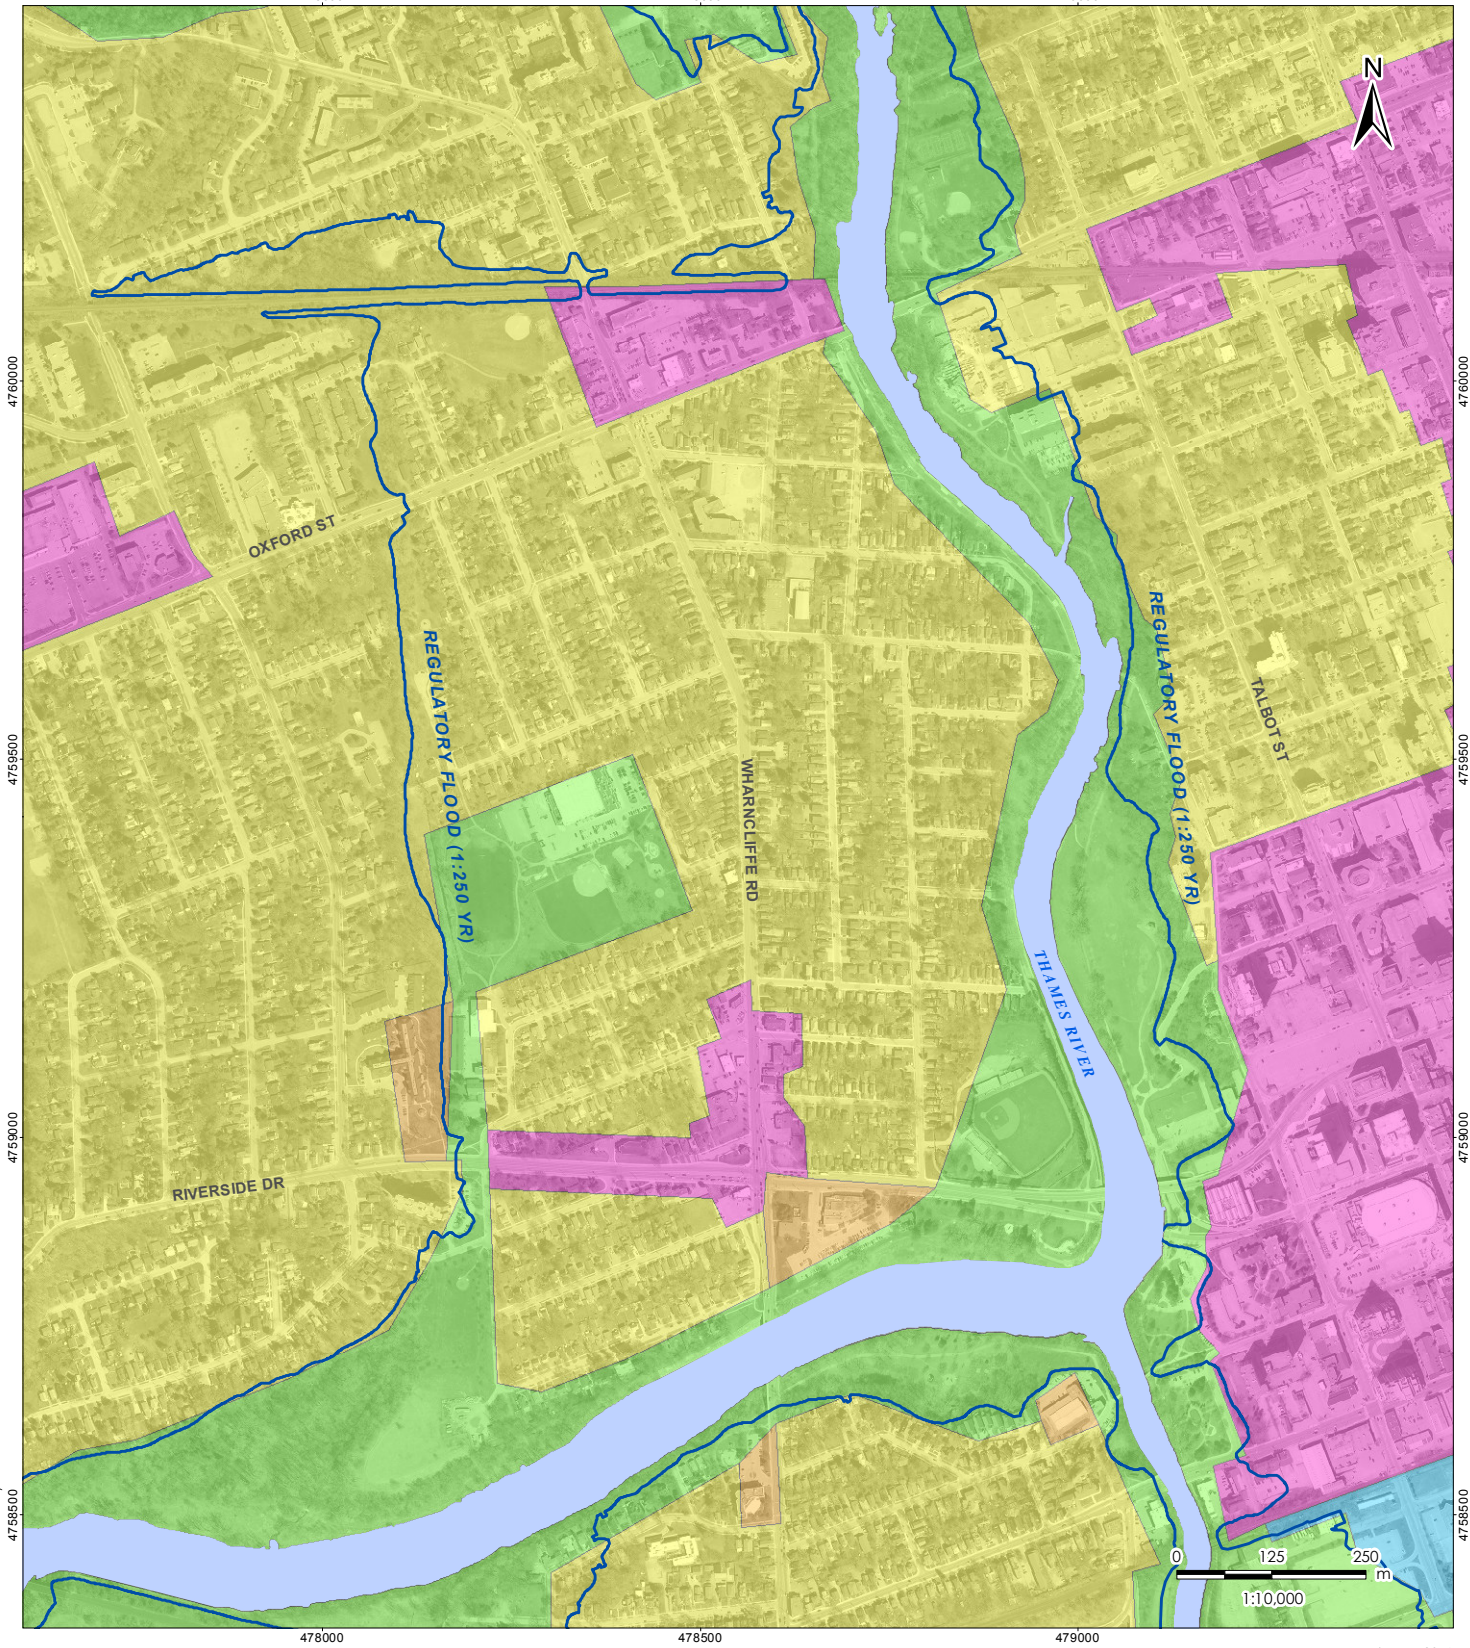 N
4760000
4760000
OXFORD ST
REGULATORY FLOOD (1:250 YR)
REGULATORY FLOOD (1:250 YR)
TALBOT ST
4759500
4759500
WHARNCLIFFE RD
THAMES RIVER
4759000
4759000
RIVERSIDE DR
4758500
4758500
0 125 250
m
1:10,000
478000 478500 479000